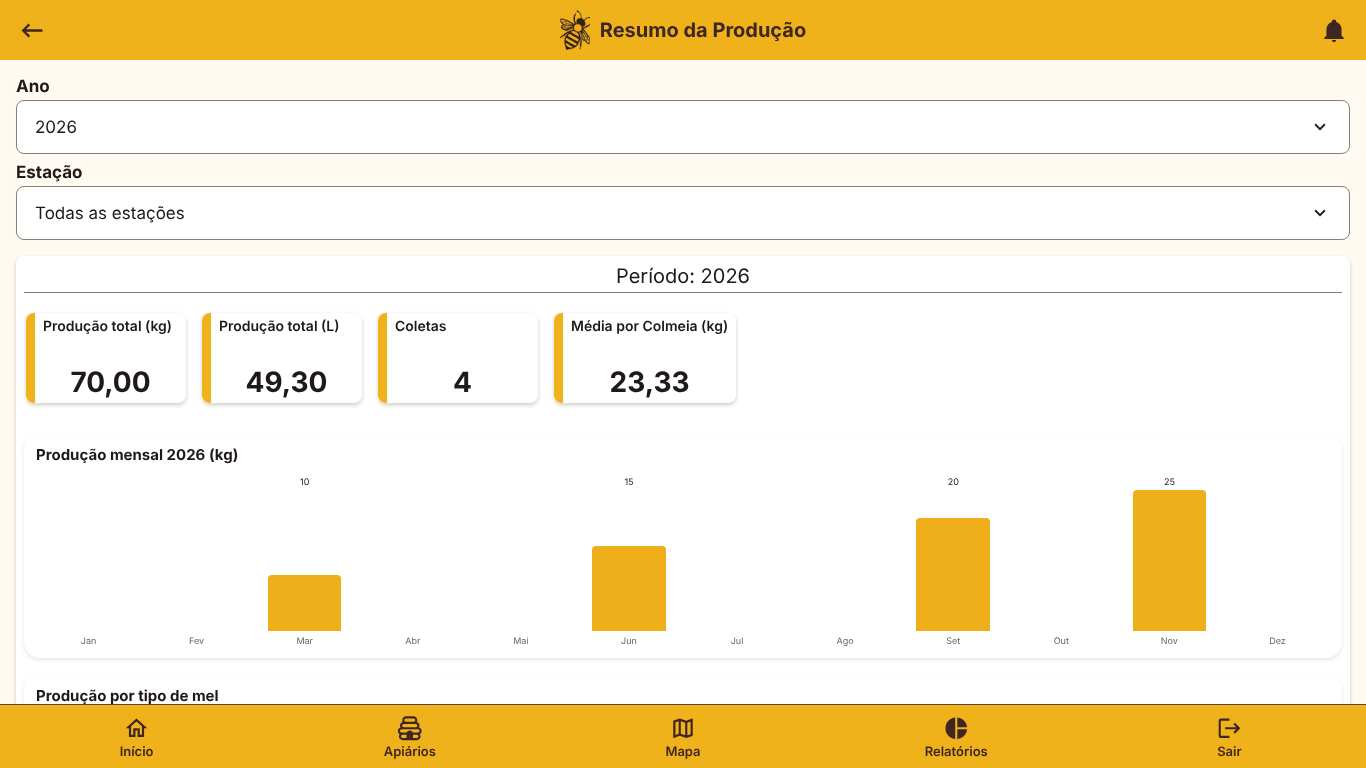 Resumo da Produção
Ano
2026
Estação
Todas as estações
Período: 2026
Produção total (kg)
70,00
Produção total (L)
49,30
Coletas
4
Média por Colmeia (kg)
23,33
Produção mensal 2026 (kg)
10 15 20 25
Jan Fev Mar Abr Mai Jun Jul Ago Set Out Nov Dez
Produção por tipo de mel
Início Apiários Mapa Relatórios Sair